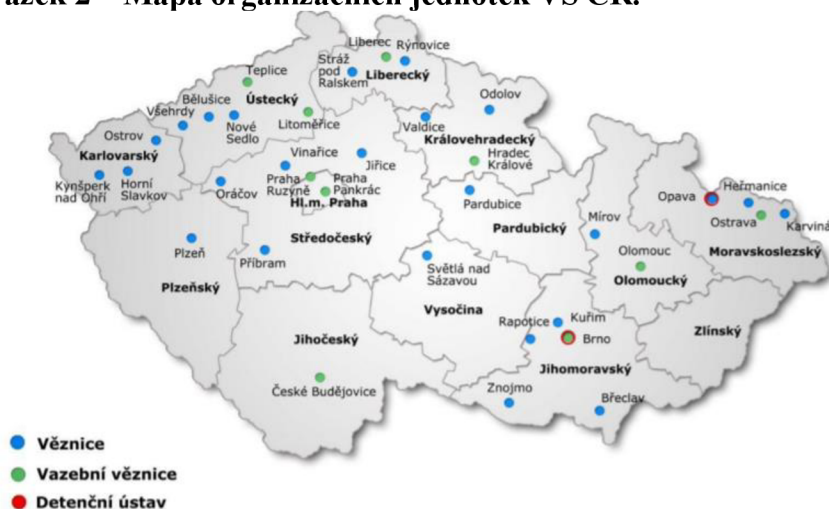 azek 2 – Mapa organizačních jednotek VS ČR.
Liberec
Rýnovice
Stráž
pod
Ralskem
Liberecký
Teplice
Ústecký
Bělušice
Všehrdy
Nové
Sedlo
Litoměřice
Odolov
Valdice
Královehradecký
Hradec
Králové
Ostrov
Karlovarský
Kynšperk
nad Ohří
Horní
Slavkov
Vinařice
Jiřice
Praha
Ruzyně
Praha
Pankrác
Hl.m. Praha
Oráčov
Středočeský
Pardubice
Pardubický
Mírov
Opava
Heřmanice
Ostrava
Karviná
Moravskoslezský
Plzeň
Plzeňský
Příbram
Světlá nad
Sázavou
Vysočina
Olomouc
Olomoucký
Jihočeský
České Budějovice
Rapotice
Kuřim
Brno
Jihomoravský
Zlínský
Znojmo
Břeclav
Věznice
Vazební věznice
Detenční ústav